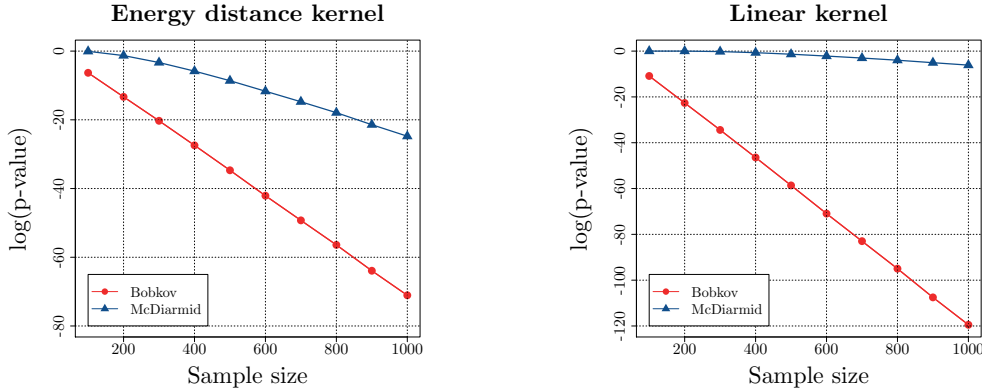 Energy distance kernel
log(p-value)
0
-20
-40
-60
-80
Bobkov
McDiarmid
200 400 600 800 1000
Sample size
Linear kernel
log(p-value)
0
-20
-40
-60
-80
-100
-120
Bobkov
McDiarmid
200 400 600 800 1000
Sample size